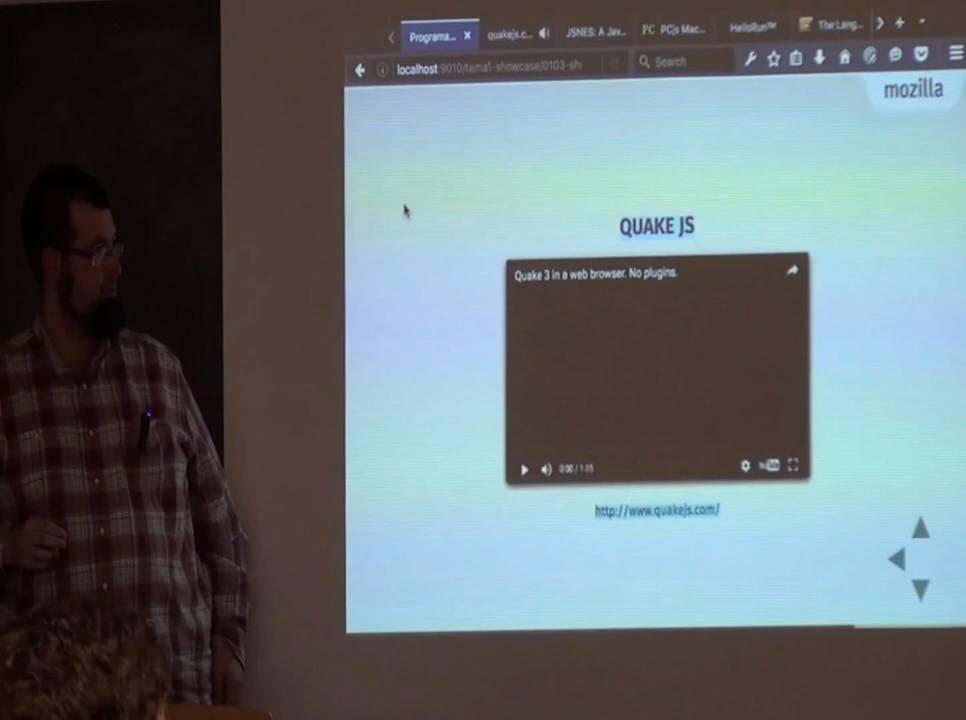 Programa... x quakejs.c... JSNES: A Jav... PC PCjs Mac... HelloRun™ The Lang...
localhost:9010/tema1-showcase/0103-sh
Search
mozilla
QUAKE JS
Quake 3 in a web browser. No plugins.
0:00 / 1:35
http://www.quakejs.com/